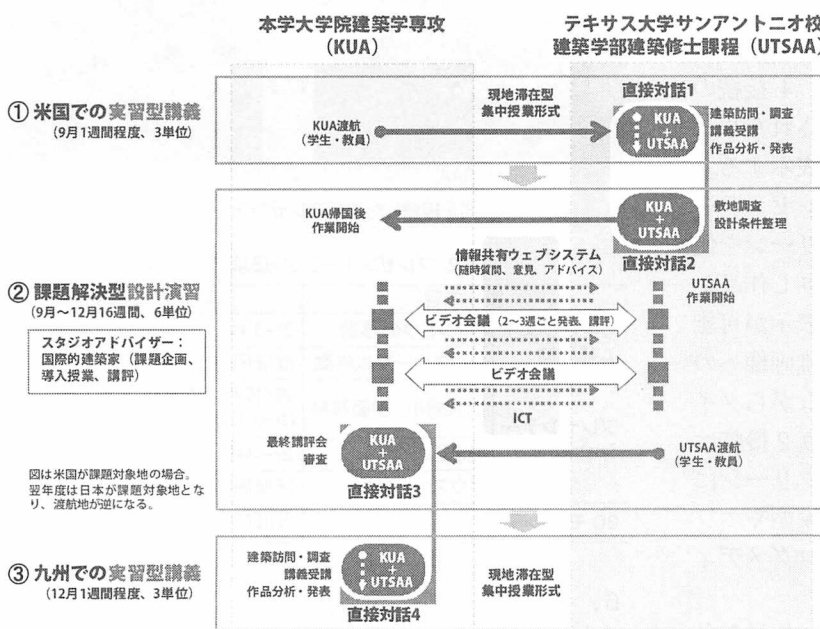 本学大学院建築学専攻
(KUA)
テキサス大学サンアントニオ校
建築学部建築修士課程(UTSAA)
① 米国での実習型講義
(9月1週間程度、3単位)
KUA渡航
(学生・教員)
現地滞在型
集中授業形式
直接対話1
KUA
+
UTSAA
建築訪問・調査
講義受講
作品分析・発表
KUA帰国後
作業開始
KUA
+
UTSAA
敷地調査
設計条件整理
直接対話2
情報共有ウェブシステム
(随時質問、意見、アドバイス)
UTSAA
作業開始
② 課題解決型設計演習
(9月~12月16週間、6単位)
スタジオアドバイザー:
国際的建築家(課題企画、
導入授業、講評)
ビデオ会議(2~3週ごと発表、講評)
ビデオ会議
ICT
最終講評会
審査
KUA
+
UTSAA
直接対話3
UTSAA渡航
(学生・教員)
図は米国が課題対象地の場合。
翌年度は日本が課題対象地とな
り、渡航地が逆になる。
③ 九州での実習型講義
(12月1週間程度、3単位)
建築訪問・調査
講義受講
作品分析・発表
KUA
+
UTSAA
直接対話4
現地滞在型
集中授業形式